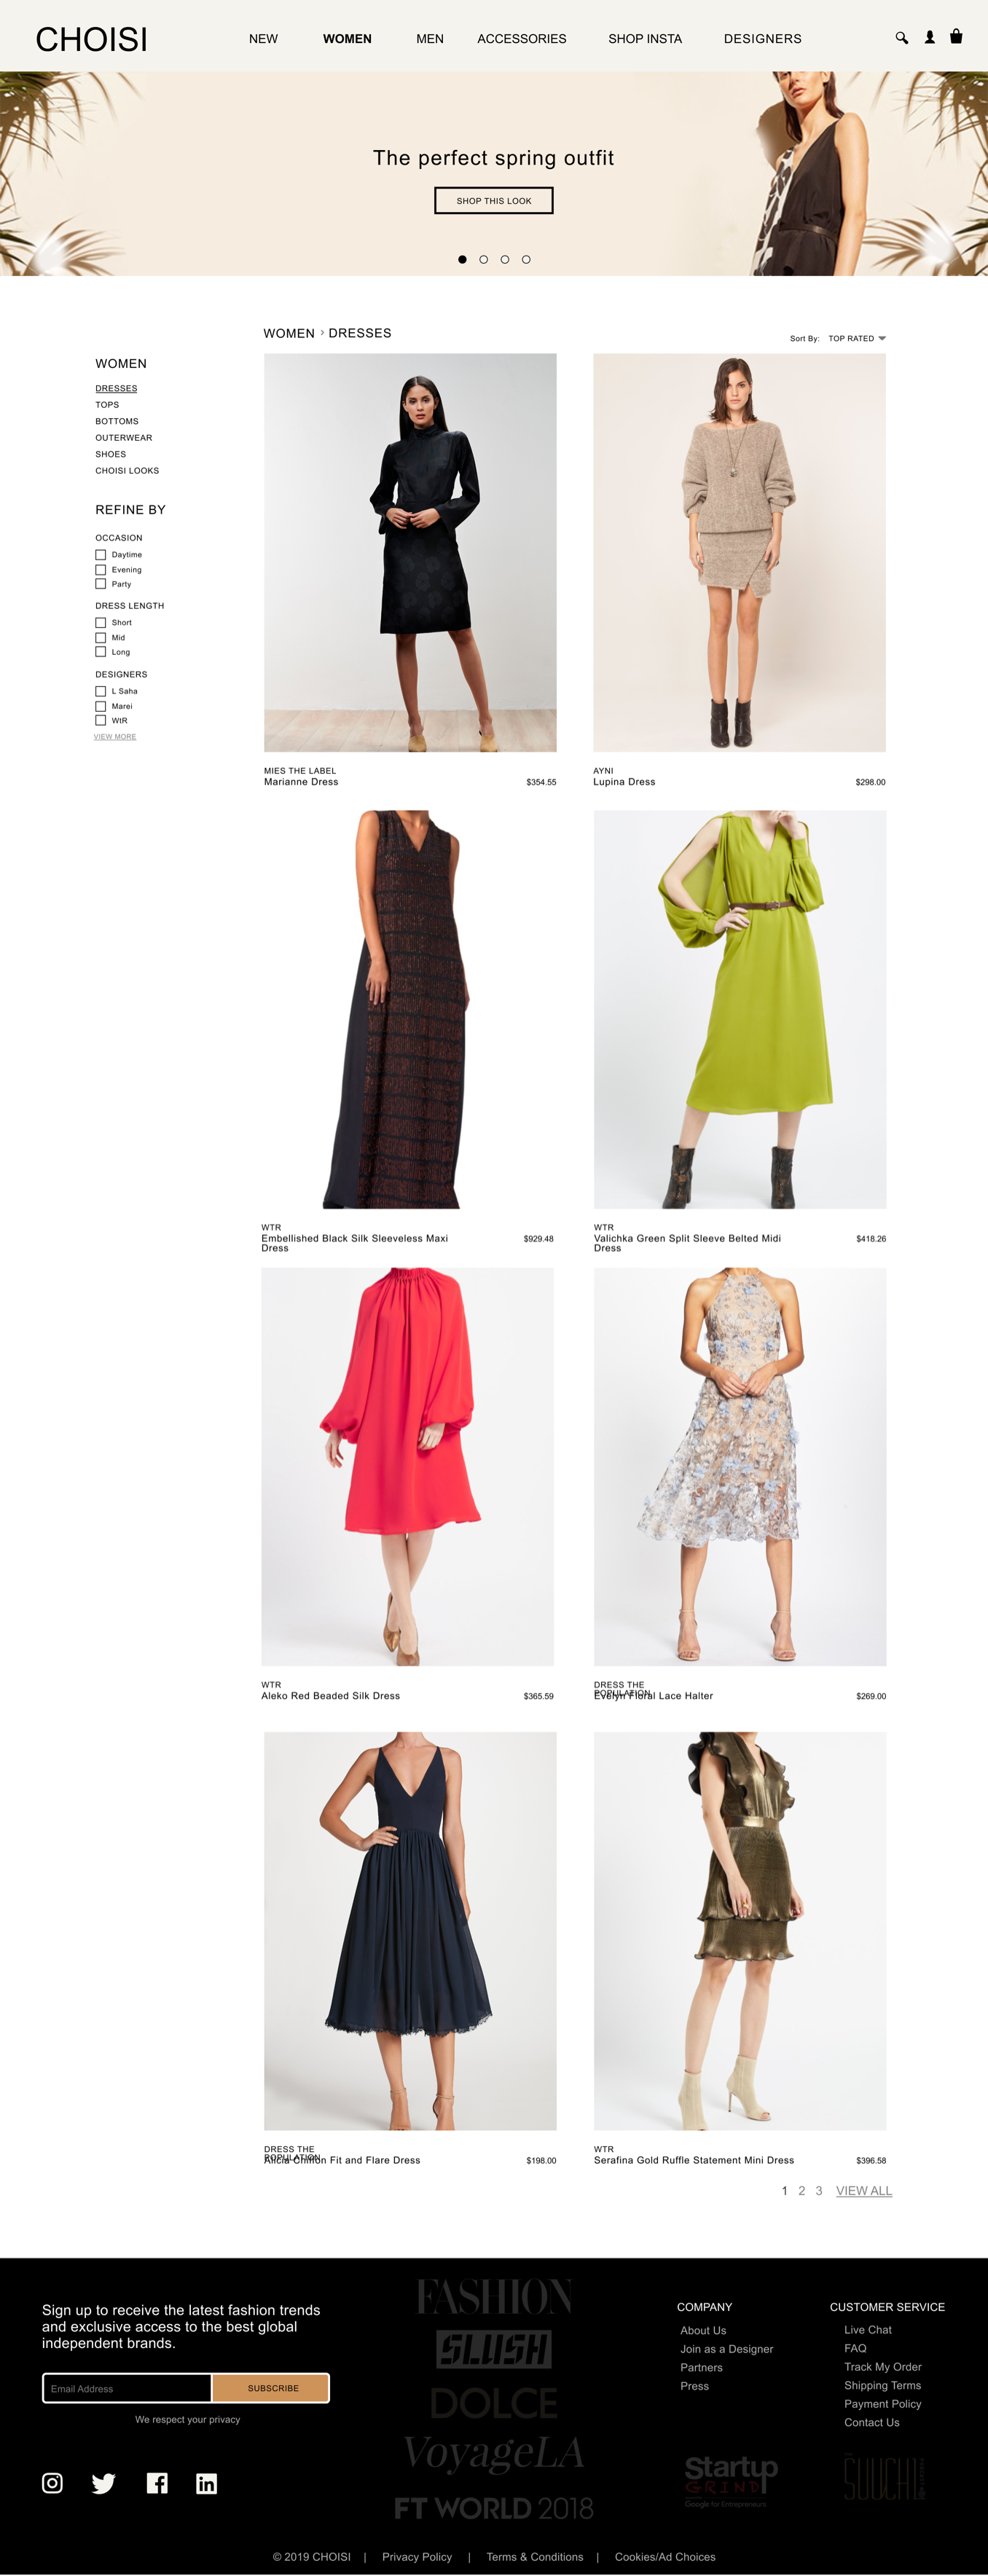 CHOISI
NEW
WOMEN
MEN
ACCESSORIES
SHOP INSTA
DESIGNERS
The perfect spring outfit
SHOP THIS LOOK
WOMEN › DRESSES
Sort By: TOP RATED
WOMEN
DRESSES
TOPS
BOTTOMS
OUTERWEAR
SHOES
CHOISI LOOKS
REFINE BY
OCCASION
Daytime
Evening
Party
DRESS LENGTH
Short
Mid
Long
DESIGNERS
L Saha
Marei
WtR
VIEW MORE
MIES THE LABEL
Marianne Dress
$354.55
AYNI
Lupina Dress
$298.00
WTR
Embellished Black Silk Sleeveless Maxi
Dress
$929.48
WTR
Valichka Green Split Sleeve Belted Midi
Dress
$418.26
WTR
Aleko Red Beaded Silk Dress
$365.59
DRESS THE
POPULATION
Evelyn Floral Lace Halter
$269.00
DRESS THE
POPULATION
Alicia Chiffon Fit and Flare Dress
$198.00
WTR
Serafina Gold Ruffle Statement Mini Dress
$396.58
1 2 3 VIEW ALL
Sign up to receive the latest fashion trends
and exclusive access to the best global
independent brands.
Email Address
SUBSCRIBE
We respect your privacy
FASHION
SLUSH
DOLCE
VoyageLA
FT WORLD 2018
COMPANY
About Us
Join as a Designer
Partners
Press
CUSTOMER SERVICE
Live Chat
FAQ
Track My Order
Shipping Terms
Payment Policy
Contact Us
Startup
GRIND
Google for Entrepreneurs
© 2019 CHOISI | Privacy Policy | Terms & Conditions | Cookies/Ad Choices